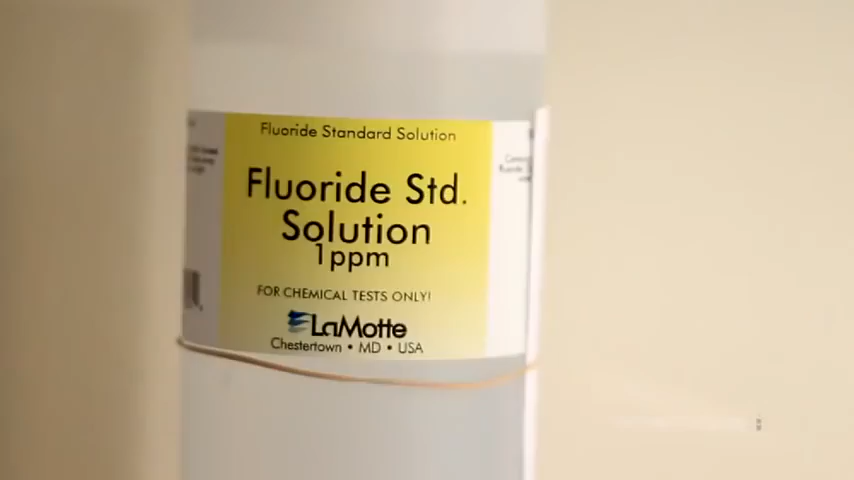 Fluoride Standard Solution
Fluoride Std.
Solution
1ppm
FOR CHEMICAL TESTS ONLY!
LaMotte
Chestertown • MD • USA